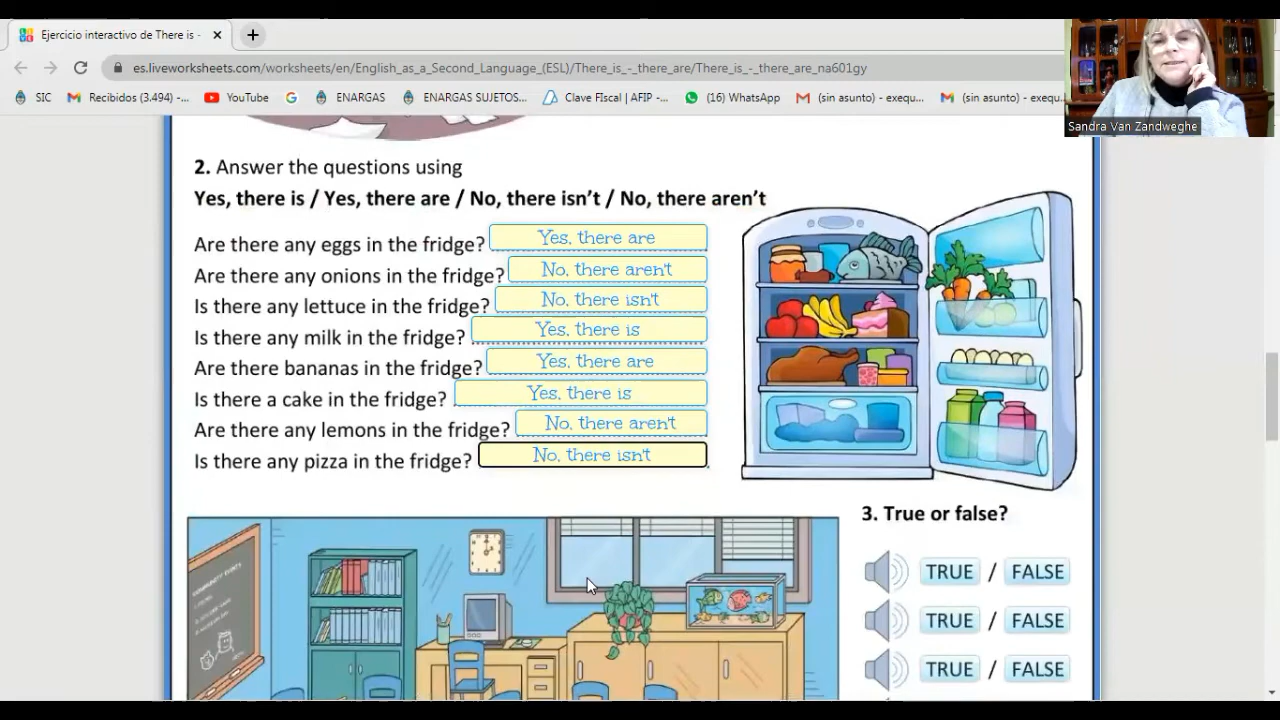 Ejercicio interactivo de There is -
es.liveworksheets.com/worksheets/en/English_as_a_Second_Language_(ESL)/There_is_-_there_are/There_is_-_there_are_na601gy
SIC Recibidos (3.494) -... YouTube ENARGAS ENARGAS SUJETOS... Clave FIscal | AFIP -... (16) WhatsApp (sin asunto) - exequ... (sin asunto) - exequ...
Sandra Van Zandweghe
2. Answer the questions using
Yes, there is / Yes, there are / No, there isn't / No, there aren't
Are there any eggs in the fridge? Yes, there are
Are there any onions in the fridge? No, there aren't
Is there any lettuce in the fridge? No, there isn't
Is there any milk in the fridge? Yes, there is
Are there bananas in the fridge? Yes, there are
Is there a cake in the fridge? Yes, there is
Are there any lemons in the fridge? No, there aren't
Is there any pizza in the fridge? No, there isn't
3. True or false?
TRUE / FALSE
TRUE / FALSE
TRUE / FALSE